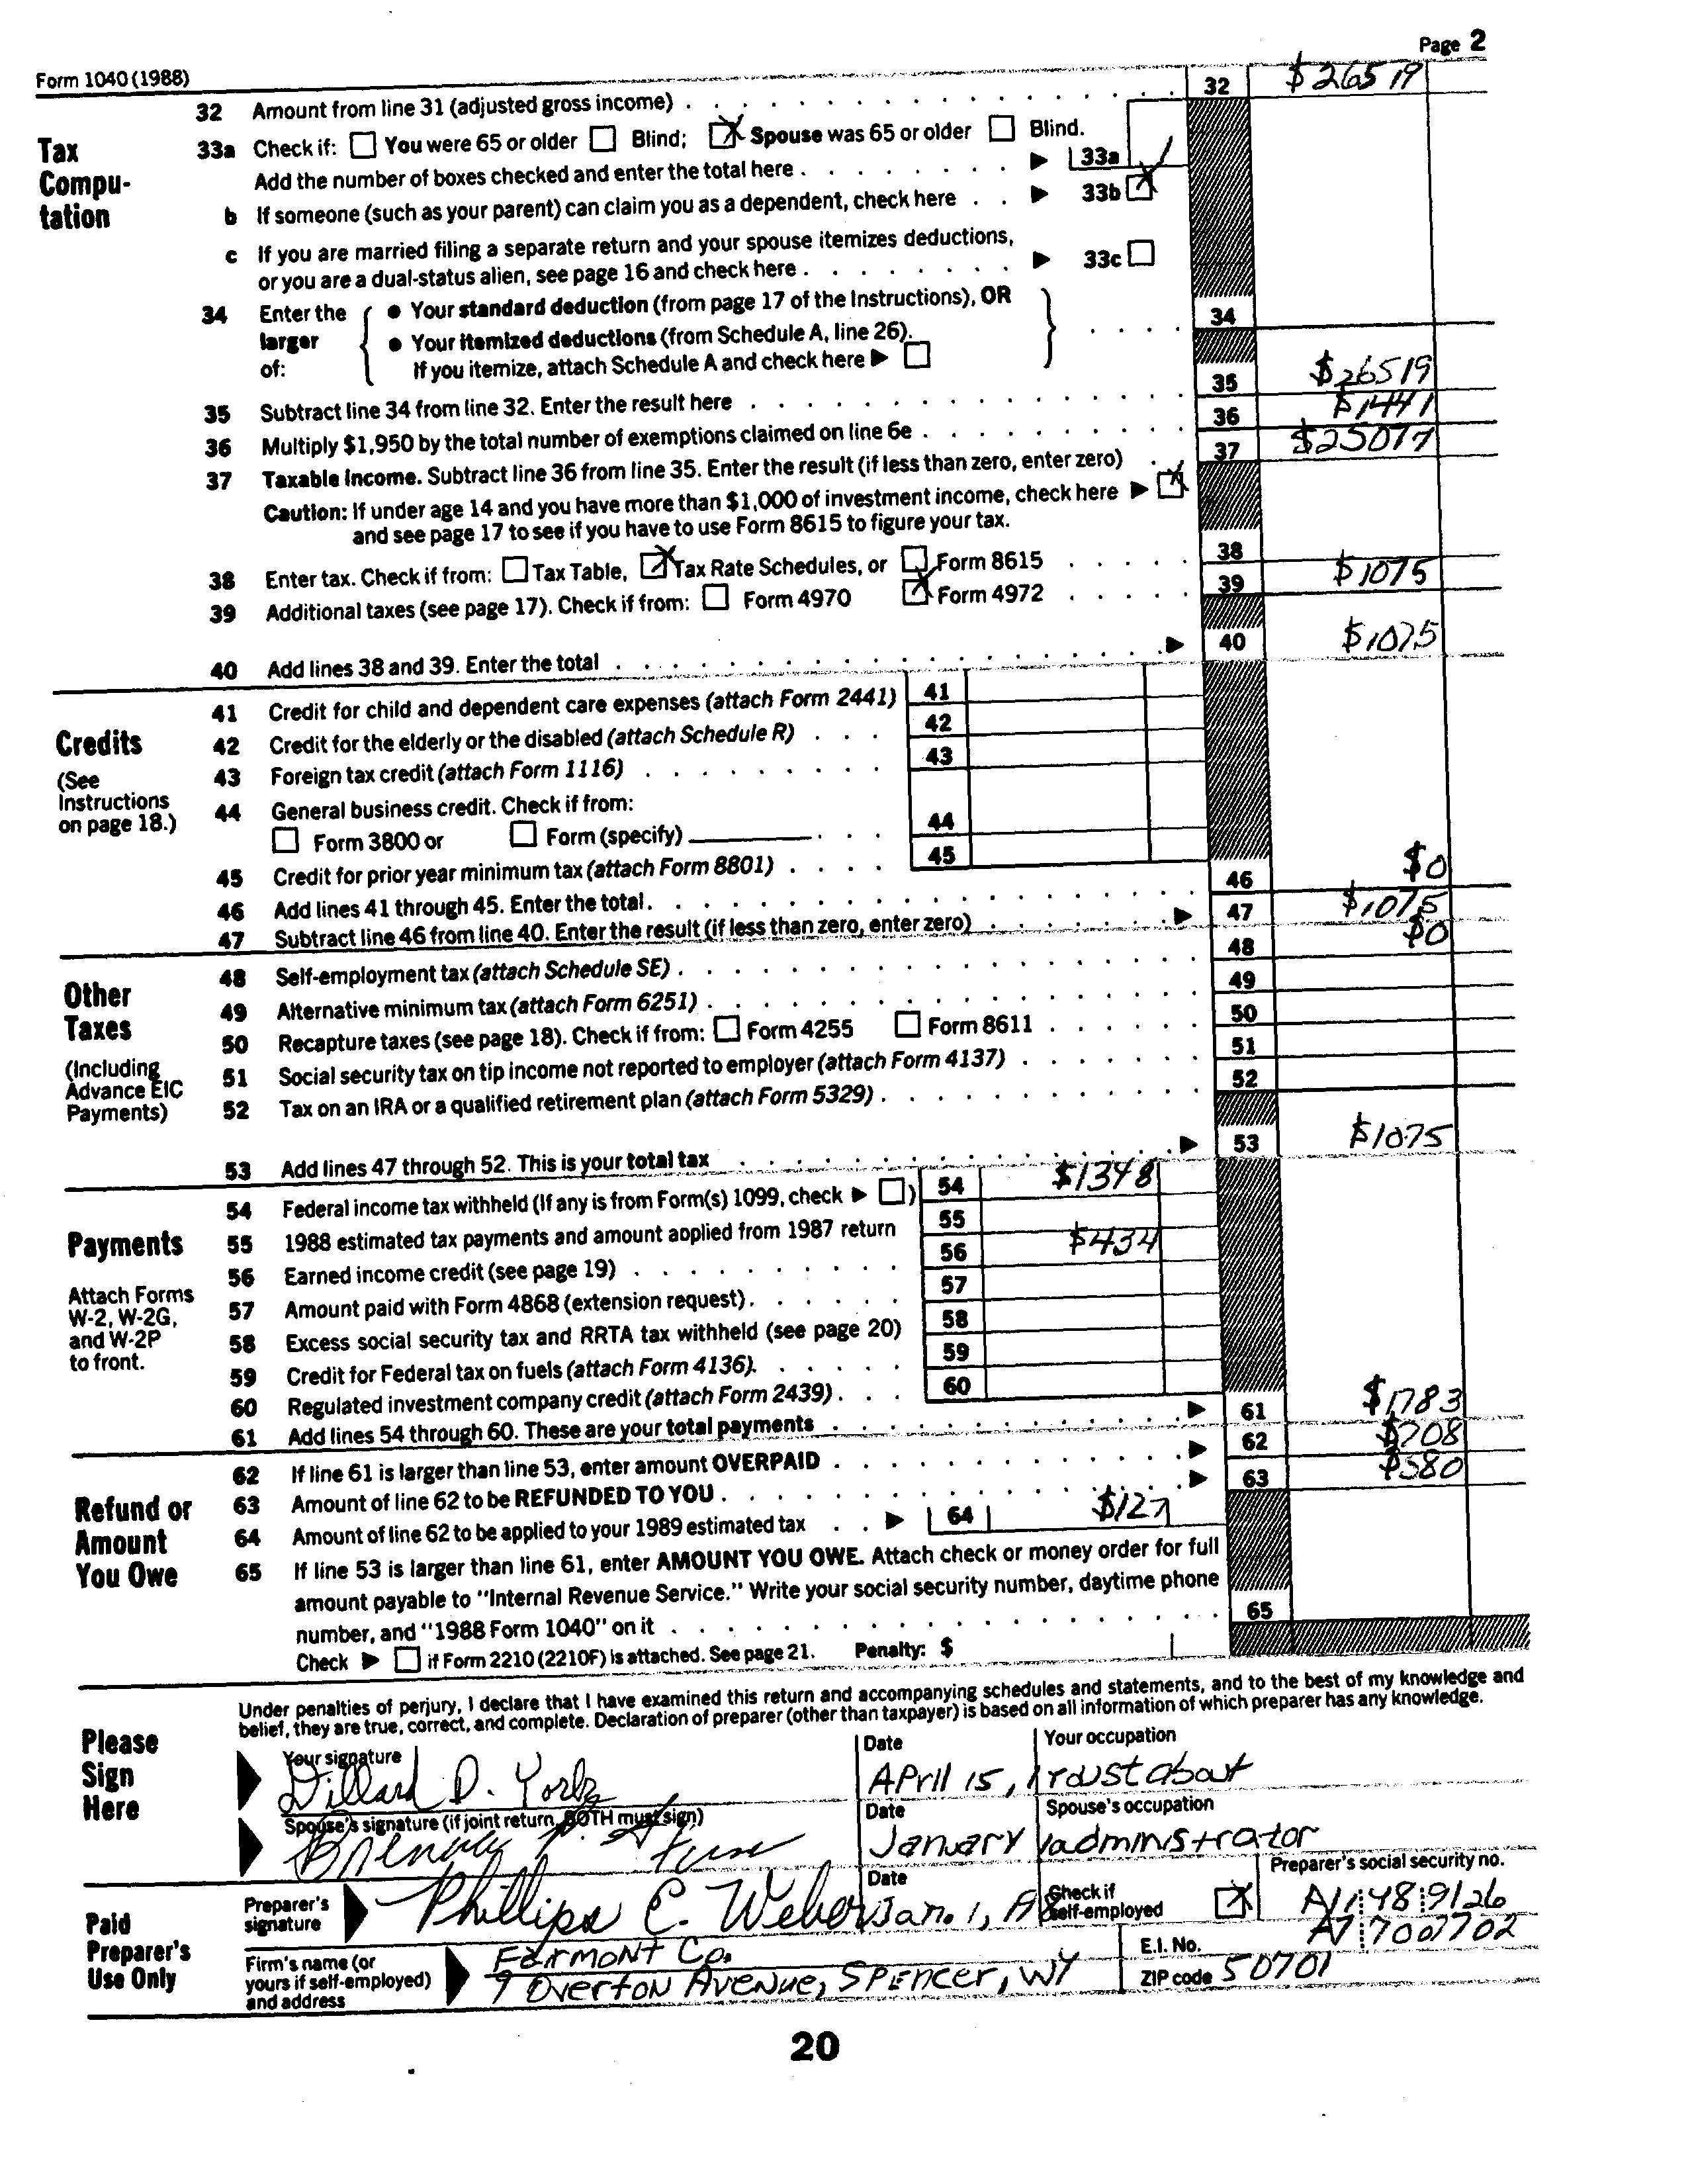 Page 2
Form 1040 (1988)
32 Amount from line 31 (adjusted gross income) 32 $26519
Tax Compu-tation
33a Check if: You were 65 or older Blind; X Spouse was 65 or older Blind.
Add the number of boxes checked and enter the total here 33a 1
b If someone (such as your parent) can claim you as a dependent, check here 33b X
c If you are married filing a separate return and your spouse itemizes deductions,
or you are a dual-status alien, see page 16 and check here 33c
34 Enter the larger of: • Your standard deduction (from page 17 of the Instructions), OR
• Your itemized deductions (from Schedule A, line 26). 34
If you itemize, attach Schedule A and check here ▶
35 Subtract line 34 from line 32. Enter the result here 35 $26519
36 Multiply $1,950 by the total number of exemptions claimed on line 6e 36 $1441
37 Taxable income. Subtract line 36 from line 35. Enter the result (if less than zero, enter zero) 37 $25077
Caution: If under age 14 and you have more than $1,000 of investment income, check here ▶ X
and see page 17 to see if you have to use Form 8615 to figure your tax.
38 Enter tax. Check if from: Tax Table, X Tax Rate Schedules, or Form 8615 38
39 Additional taxes (see page 17). Check if from: Form 4970 X Form 4972 39 $1075
40 Add lines 38 and 39. Enter the total ▶ 40 $1075
Credits
(See Instructions on page 18.)
41 Credit for child and dependent care expenses (attach Form 2441) 41
42 Credit for the elderly or the disabled (attach Schedule R) 42
43 Foreign tax credit (attach Form 1116) 43
44 General business credit. Check if from:
Form 3800 or Form (specify) 44
45 Credit for prior year minimum tax (attach Form 8801) 45
46 Add lines 41 through 45. Enter the total 46 $0
47 Subtract line 46 from line 40. Enter the result (if less than zero, enter zero) ▶ 47 $1075
Other Taxes
(Including Advance EIC Payments)
48 Self-employment tax (attach Schedule SE) 48 $0
49 Alternative minimum tax (attach Form 6251) 49
50 Recapture taxes (see page 18). Check if from: Form 4255 Form 8611 50
51 Social security tax on tip income not reported to employer (attach Form 4137) 51
52 Tax on an IRA or a qualified retirement plan (attach Form 5329) 52
53 Add lines 47 through 52. This is your total tax ▶ 53 $1075
Payments
Attach Forms W-2, W-2G, and W-2P to front.
54 Federal income tax withheld (If any is from Form(s) 1099, check ▶ ) 54 $1348
55 1988 estimated tax payments and amount applied from 1987 return 55
56 Earned income credit (see page 19) 56 $434
57 Amount paid with Form 4868 (extension request) 57
58 Excess social security tax and RRTA tax withheld (see page 20) 58
59 Credit for Federal tax on fuels (attach Form 4136) 59
60 Regulated investment company credit (attach Form 2439) 60
61 Add lines 54 through 60. These are your total payments ▶ 61 $1783
Refund or Amount You Owe
62 If line 61 is larger than line 53, enter amount OVERPAID ▶ 62 $708
63 Amount of line 62 to be REFUNDED TO YOU ▶ 63 $580
64 Amount of line 62 to be applied to your 1989 estimated tax ▶ 64 $127
65 If line 53 is larger than line 61, enter AMOUNT YOU OWE. Attach check or money order for full
amount payable to "Internal Revenue Service." Write your social security number, daytime phone
number, and "1988 Form 1040" on it 65
Check ▶ if Form 2210 (2210F) is attached. See page 21. Penalty: $
Under penalties of perjury, I declare that I have examined this return and accompanying schedules and statements, and to the best of my knowledge and
belief, they are true, correct, and complete. Declaration of preparer (other than taxpayer) is based on all information of which preparer has any knowledge.
Please Sign Here
Your signature Date Your occupation
Dillard D. April 15, 1 roustabout
Spouse's signature (if joint return, BOTH must sign) Date Spouse's occupation
January administrator
Paid Preparer's Use Only
Preparer's signature Date Check if self-employed X Preparer's social security no.
Phillips C. Weber Jan. 1, 
Firm's name (or yours if self-employed) and address E.I. No.
Farmont Co.
9 Overton Avenue, Spencer, WY ZIP code 50701
20